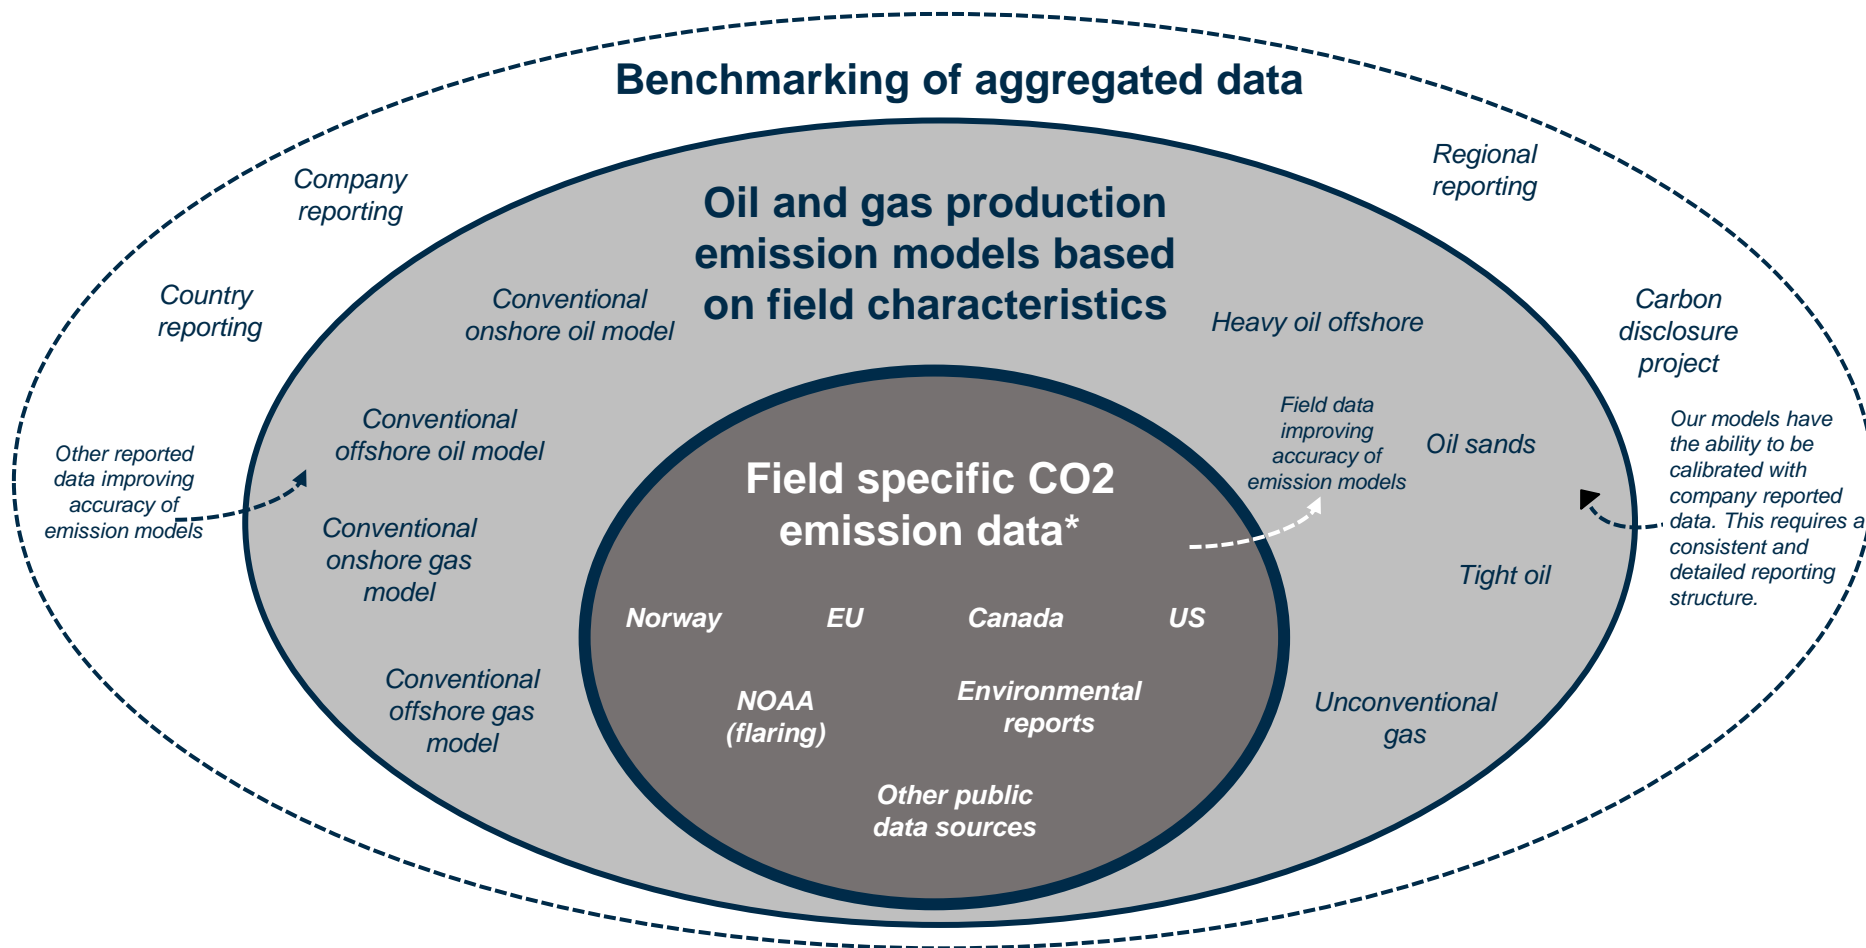 Benchmarking of aggregated data
Company
reporting
Regional
reporting
Country
reporting
Carbon
disclosure
project
Other reported
data improving
accuracy of
emission models
Our models have
the ability to be
calibrated with
company reported
data. This requires a
consistent and
detailed reporting
structure.
Oil and gas production
emission models based
on field characteristics
Conventional
onshore oil model
Conventional
offshore oil model
Conventional
onshore gas
model
Conventional
offshore gas
model
Heavy oil offshore
Field data
improving
accuracy of
emission models
Oil sands
Tight oil
Unconventional
gas
Field specific CO2
emission data*
Norway
EU
Canada
US
NOAA
(flaring)
Environmental
reports
Other public
data sources